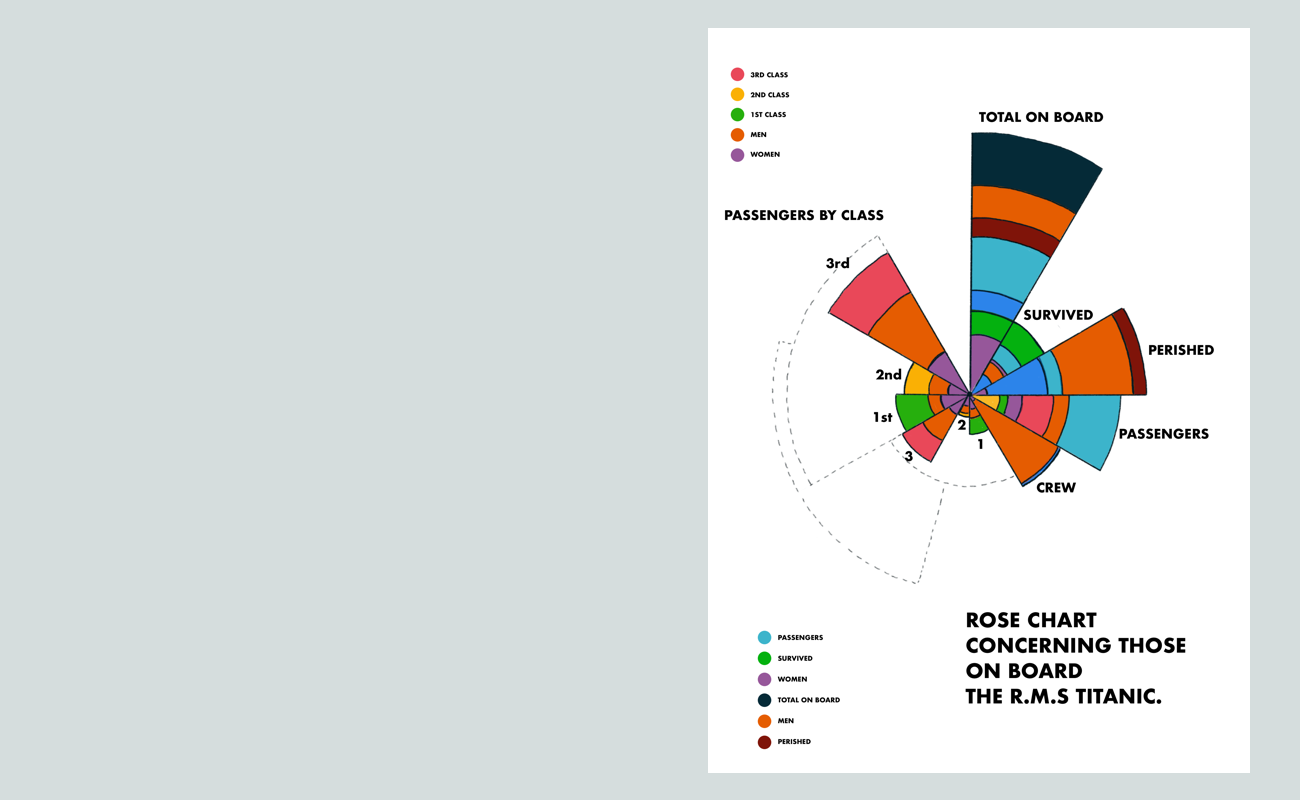 3RD CLASS
2ND CLASS
1ST CLASS
MEN
WOMEN
TOTAL ON BOARD
PASSENGERS BY CLASS
3rd
SURVIVED
PERISHED
2nd
1st
2
PASSENGERS
1
3
CREW
ROSE CHART
CONCERNING THOSE
ON BOARD
THE R.M.S TITANIC.
PASSENGERS
SURVIVED
WOMEN
TOTAL ON BOARD
MEN
PERISHED